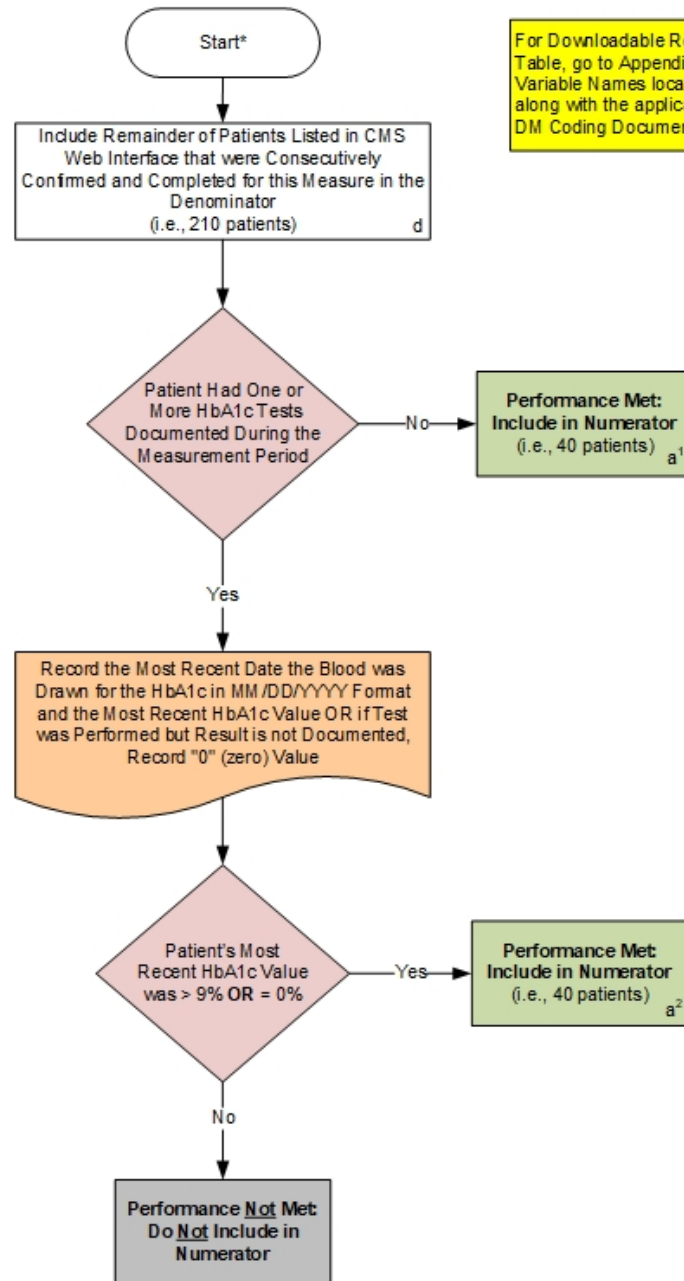 Start*
For Downloadable
Table, go to
Variable Names
along with the
DM Coding
Include Remainder of Patients Listed in CMS
Web Interface that were Consecutively
Confirmed and Completed for this Measure in the
Denominator
(i.e., 210 patients)
d
Patient Had One or
More HbA1c Tests
Documented During the
Measurement Period
No
Performance Met:
Include in Numerator
(i.e., 40 patients)
a¹
Yes
Record the Most Recent Date the Blood was
Drawn for the HbA1c in MM/DD/YYYY Format
and the Most Recent HbA1c Value OR if Test
was Performed but Result is not Documented,
Record "0" (zero) Value
Patient's Most
Recent HbA1c Value
was > 9% OR = 0%
Yes
Performance Met:
Include in Numerator
(i.e., 40 patients)
a²
No
Performance Not Met:
Do Not Include in
Numerator